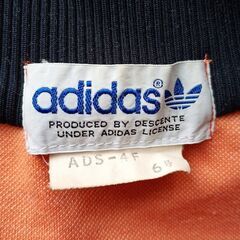 adidas®
PRODUCED BY DESCENTE
UNDER ADIDAS LICENSE
ADS-4F